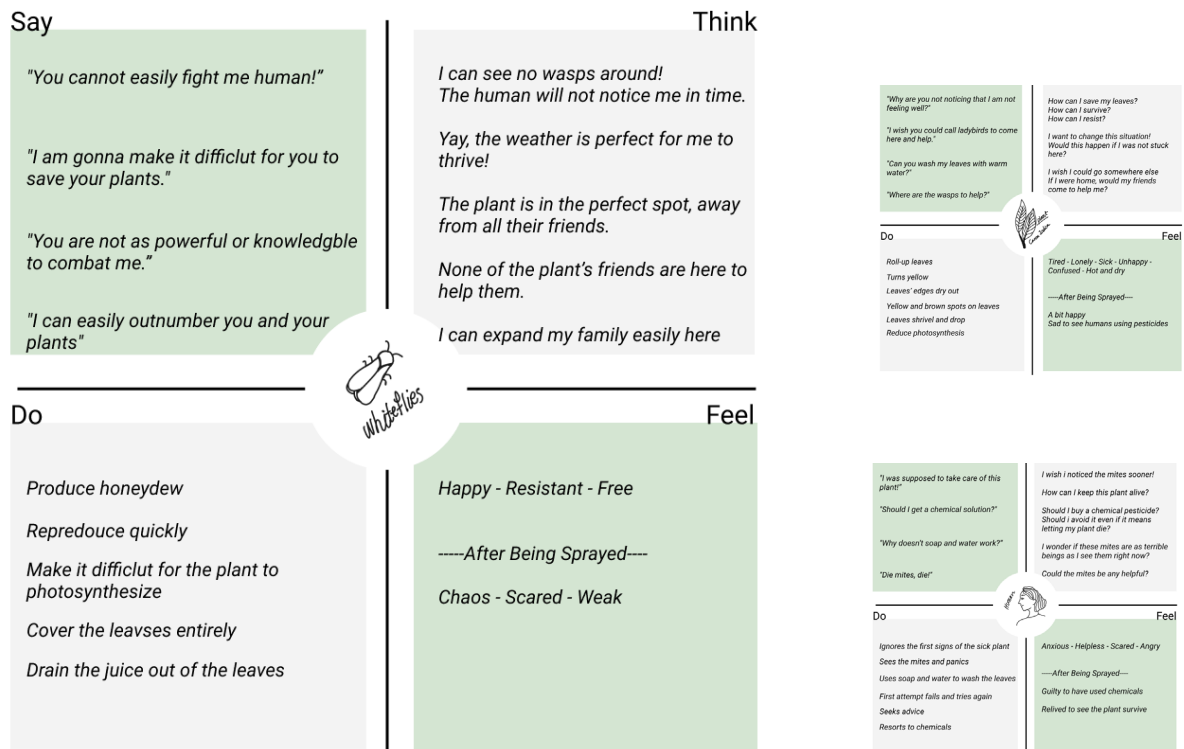 Say
"You cannot easily fight me human!”
"I am gonna make it difficlut for you to
save your plants."
"You are not as powerful or knowledgble
to combat me.”
"I can easily outnumber you and your
plants"
Think
I can see no wasps around!
The human will not notice me in time.
Yay, the weather is perfect for me to
thrive!
The plant is in the perfect spot, away
from all their friends.
None of the plant’s friends are here to
help them.
I can expand my family easily here
whiteflies
Do
Produce honeydew
Repredouce quickly
Make it difficlut for the plant to
photosynthesize
Cover the leavses entirely
Drain the juice out of the leaves
Feel
Happy - Resistant - Free
-----After Being Sprayed----
Chaos - Scared - Weak
"Why are you not noticing that I am not
feeling well?"
"I wish you could call ladybirds to come
here and help."
"Can you wash my leaves with warm
water?"
"Where are the wasps to help?"
How can I save my leaves?
How can I survive?
How can I resist?
I want to change this situation!
Would this happen if I was not stuck
here?
I wish I could go somewhere else
If I were home, would my friends
come to help me?
Do
Roll-up leaves
Turns yellow
Leaves’ edges dry out
Yellow and brown spots on leaves
Leaves shrivel and drop
Reduce photosynthesis
Feel
Tired - Lonely - Sick - Unhappy -
Confused - Hot and dry
-----After Being Sprayed----
A bit happy
Sad to see humans using pesticides
"I was supposed to take care of this
plant!"
"Should I get a chemical solution?"
"Why doesn’t soap and water work?"
"Die mites, die!"
I wish i noticed the mites sooner!
How can I keep this plant alive?
Should I buy a chemical pesticide?
Should i avoid it even if it means
letting my plant die?
I wonder if these mites are as terrible
beings as I see them right now?
Could the mites be any helpful?
Human
Do
Ignores the first signs of the sick plant
Sees the mites and panics
Uses soap and water to wash the leaves
First attempt fails and tries again
Seeks advice
Resorts to chemicals
Feel
Anxious - Helpless - Scared - Angry
-----After Being Sprayed----
Guilty to have used chemicals
Relived to see the plant survive